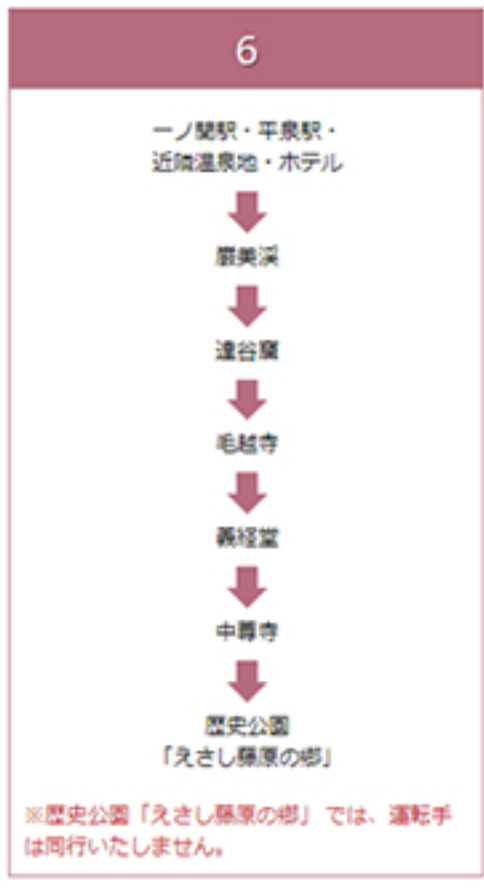 6
一ノ関駅・平泉駅・
近隣温泉地・ホテル
厳美渓
達谷窟
毛越寺
義経堂
中尊寺
歴史公園
「えさし藤原の郷」
※歴史公園「えさし藤原の郷」 では、運転手
は同行いたしません。